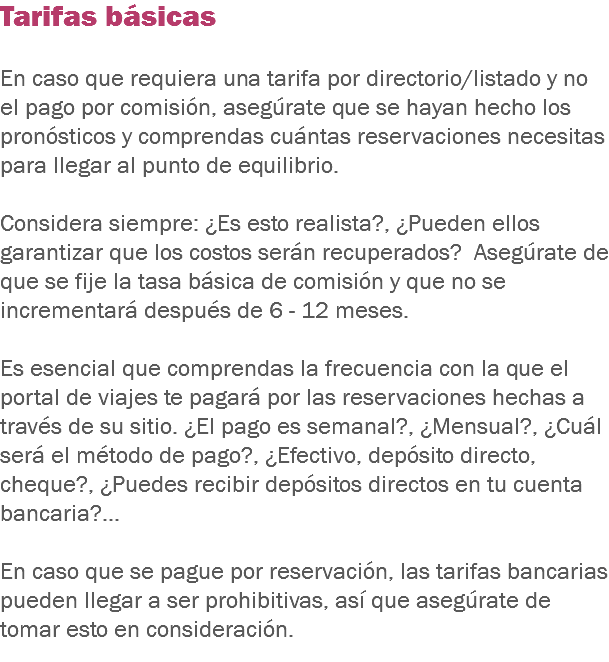 Tarifas básicas
En caso que requiera una tarifa por directorio/listado y no
el pago por comisión, asegúrate que se hayan hecho los
pronósticos y comprendas cuántas reservaciones necesitas
para llegar al punto de equilibrio.
Considera siempre: ¿Es esto realista?, ¿Pueden ellos
garantizar que los costos serán recuperados?  Asegúrate de
que se fije la tasa básica de comisión y que no se
incrementará después de 6 - 12 meses.
Es esencial que comprendas la frecuencia con la que el
portal de viajes te pagará por las reservaciones hechas a
través de su sitio. ¿El pago es semanal?, ¿Mensual?, ¿Cuál
será el método de pago?, ¿Efectivo, depósito directo,
cheque?, ¿Puedes recibir depósitos directos en tu cuenta
bancaria?...
En caso que se pague por reservación, las tarifas bancarias
pueden llegar a ser prohibitivas, así que asegúrate de
tomar esto en consideración.